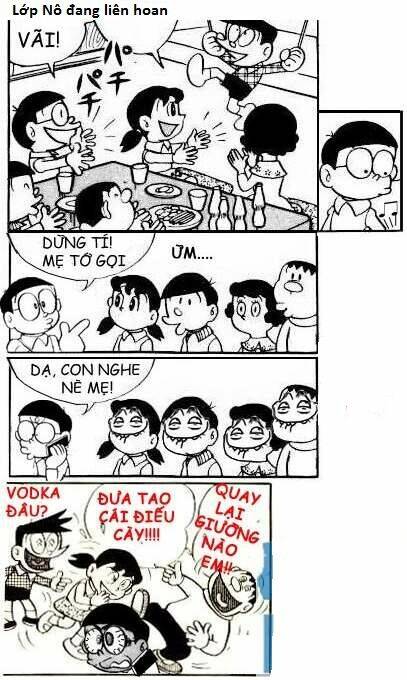 Lớp Nô đang liên hoan
VÃI!
パチ
パチ
DỪNG TÍ!
MẸ TỚ GỌI
ỪM....
DẠ, CON NGHE
NÈ MẸ!
VODKA
ĐÂU?
ĐƯA TAO
CÁI ĐIẾU
CÀY!!!!
QUAY
LẠI
GIƯỜNG
NÀO
EM!!